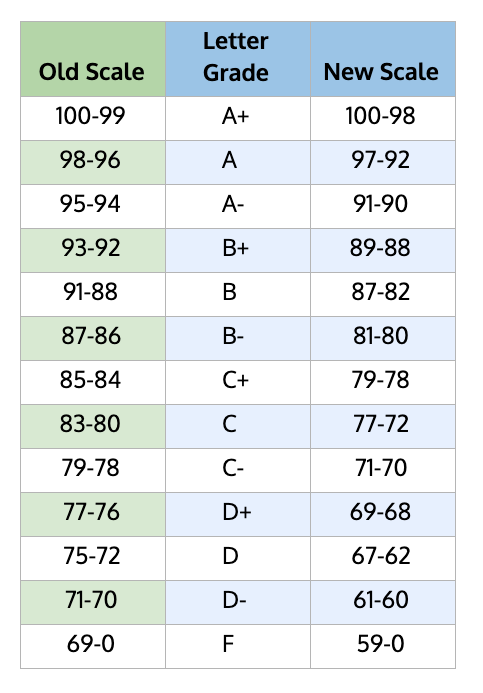 Old Scale Letter Grade New Scale
100-99 A+ 100-98
98-96 A 97-92
95-94 A- 91-90
93-92 B+ 89-88
91-88 B 87-82
87-86 B- 81-80
85-84 C+ 79-78
83-80 C 77-72
79-78 C- 71-70
77-76 D+ 69-68
75-72 D 67-62
71-70 D- 61-60
69-0 F 59-0